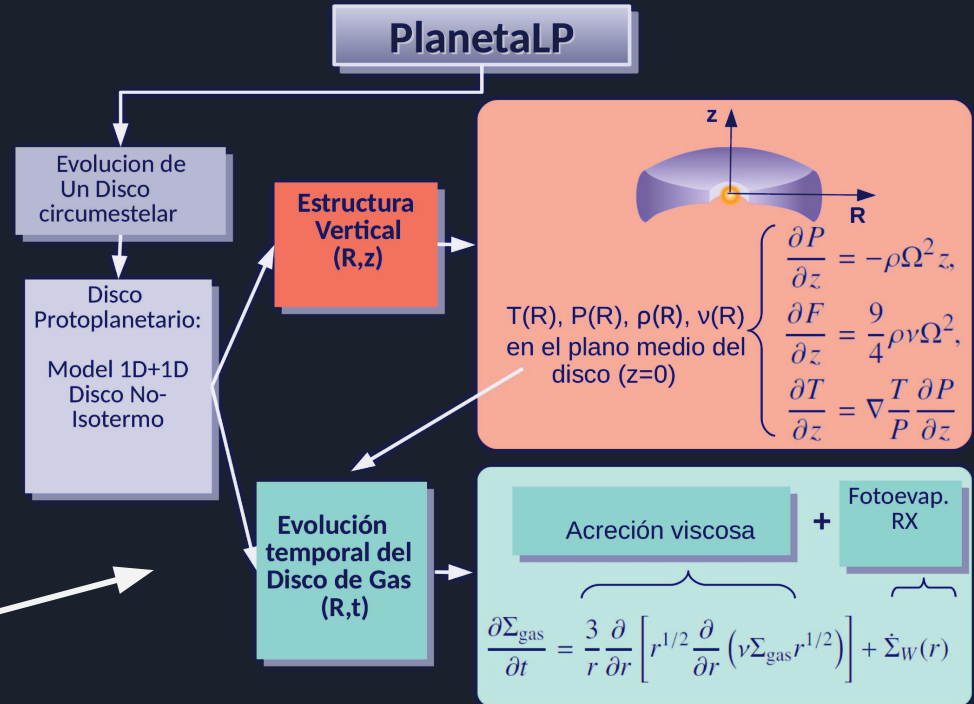 PlanetaLP
Evolucion de
Un Disco
circumestelar
Disco
Protoplanetario:
Model 1D+1D
Disco No-
Isotermo
Estructura
Vertical
(R,z)
z
R
T(R), P(R), ρ(R), ν(R)
en el plano medio del
disco (z=0)
∂P/∂z = −ρΩ²z,
∂F/∂z = 9/4 ρνΩ²,
∂T/∂z = ∇ T/P ∂P/∂z
Evolución
temporal del
Disco de Gas
(R,t)
Acreción viscosa
+
Fotoevap.
RX
∂Σgas/∂t = 3/r ∂/∂r [r^1/2 ∂/∂r (νΣgas r^1/2)] + Σ̇W(r)